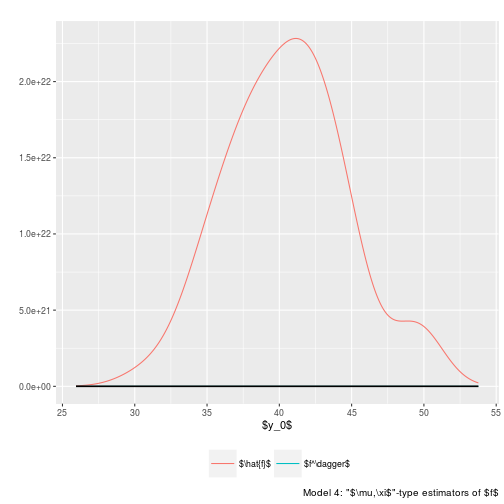 2.0e+22
1.5e+22
1.0e+22
5.0e+21
0.0e+00
25 30 35 40 45 50 55
$y_0$
$\hat{f}$ $f^\dagger$
Model 4: "$\mu,\xi$"-type estimators of $f$